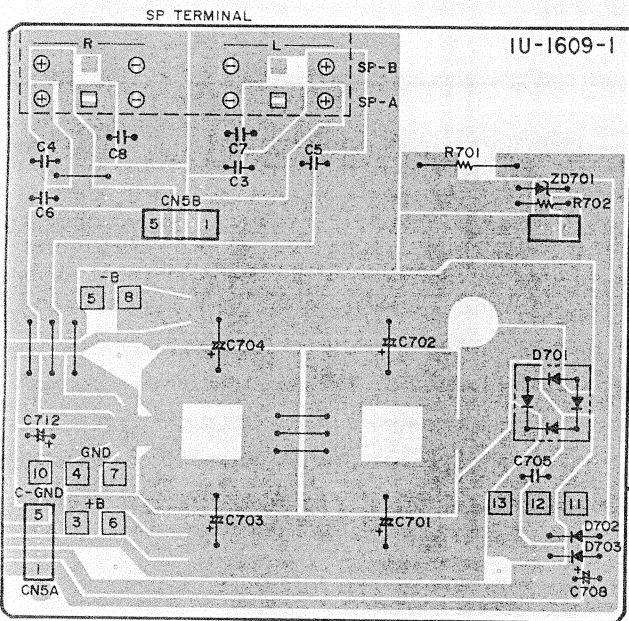 SP TERMINAL
1U-1609-1
R
L
SP-B
SP-A
C4
C8
C7
C3
C5
C6
R701
ZD701
R702
CN5B
5 1
-B
5 8
C704
C702
D701
C712
GND
10 4 7
C-GND
+B
5 3 6
C705
13 12 11
C703
C701
D702
D703
C708
1
CN5A